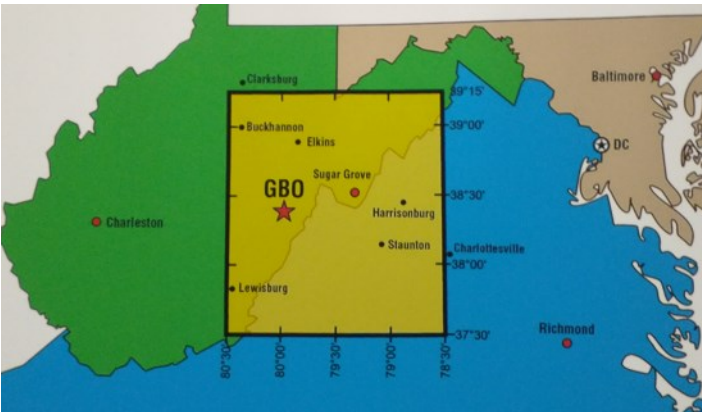 Clarksburg
Baltimore
39°15'
Buckhannon
39°00'
Elkins
DC
Sugar Grove
GBO
38°30'
Harrisonburg
Charleston
Staunton
Charlottesville
38°00'
Lewisburg
Richmond
37°30'
80°30'
80°00'
79°30'
79°00'
78°30'